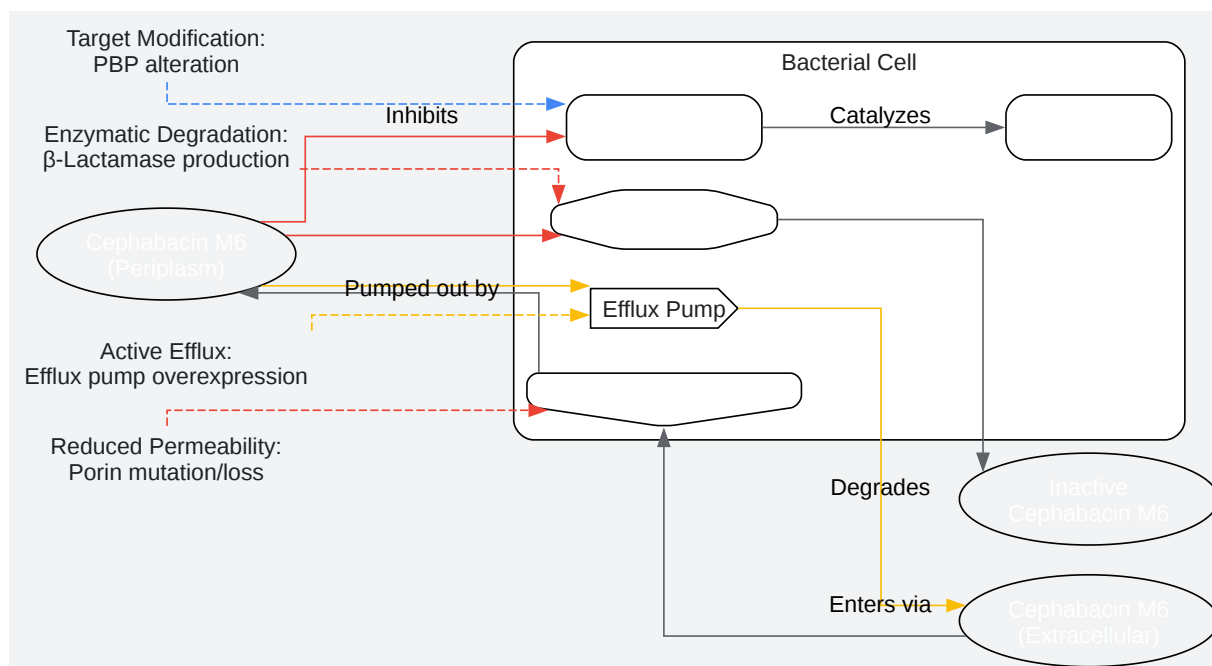 Target Modification:
PBP alteration
Bacterial Cell
Inhibits
Catalyzes
Enzymatic Degradation:
β-Lactamase production
Cephabacin M6
(Periplasm)
Pumped out by
Efflux Pump
Active Efflux:
Efflux pump overexpression
Reduced Permeability:
Porin mutation/loss
Degrades
Inactive
Cephabacin M6
Enters via
Cephabacin M6
(Extracellular)